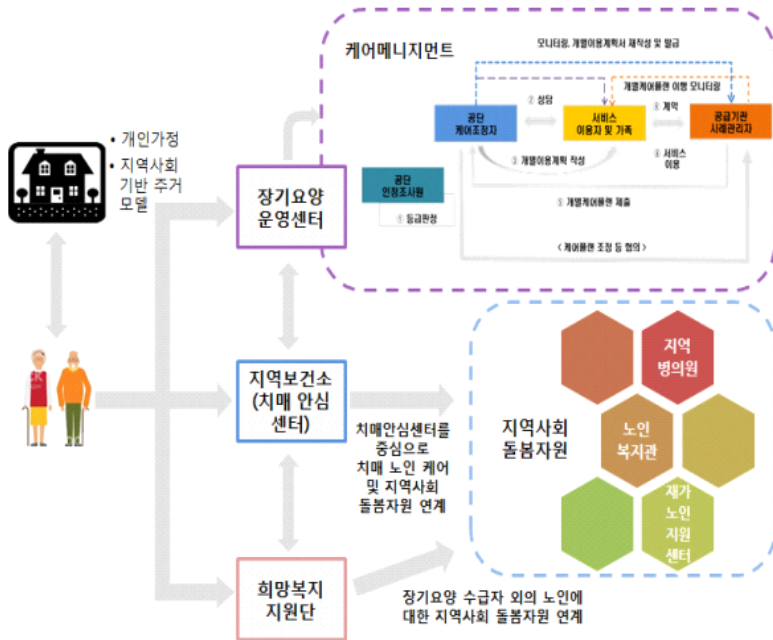 케어메니지먼트
모니터링, 개별이용계획서 재작성 및 발급
개별케어플랜 이행 모니터링
② 상담
⑥ 계약
공단
케어조정자
서비스
이용자 및 가족
공급기관
사례관리자
③ 개별이용계획 작성
서비스
이용
공단
인정조사원
① 등급판정
⑤ 개별케어플랜 제출
< 케어플랜 조정 등 협의 >
• 개인가정
• 지역사회
기반 주거
모델
장기요양
운영센터
지역보건소
(치매 안심
센터)
치매안심센터를
중심으로
치매 노인 케어
및 지역사회
돌봄자원 연계
지역사회
돌봄자원
지역
병의원
노인
복지관
재가
노인
지원
센터
희망복지
지원단
장기요양 수급자 외의 노인에
대한 지역사회 돌봄자원 연계